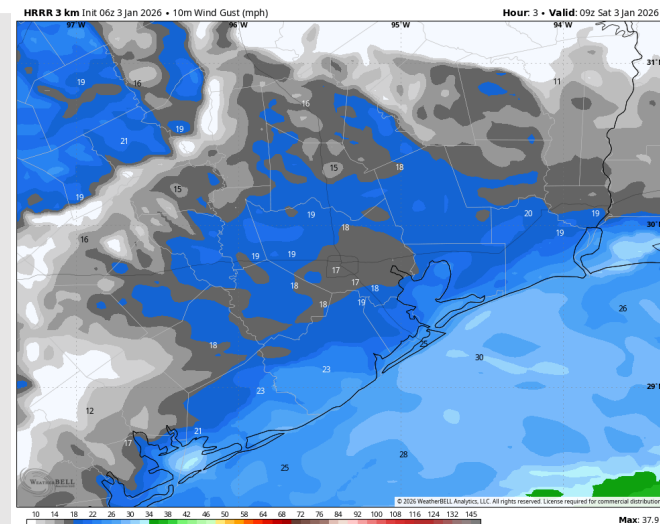 HRRR 3 km Init 06z 3 Jan 2026 • 10m Wind Gust (mph)
Hour: 3 • Valid: 09z Sat 3 Jan 2026
97°W 96°W 95°W 94°W
31°
19 16 11
16
21 19
15 18
15
19
19 20 19
16 18 19 30°
19 19
17
18 17 18
18 19 26
25
18 30
23 29°
23
12
21
17
28
25
WeatherBELL
© 2026 WeatherBELL Analytics, LLC. All rights reserved. License required for commercial distribution
10 14 18 22 26 30 34 38 42 46 50 54 58 62 68 72 76 84 92 100 108 116 124 132 145
Max: 37.9